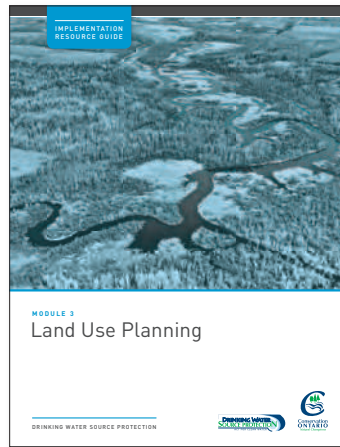 IMPLEMENTATION
RESOURCE GUIDE
MODULE 3
Land Use Planning
DRINKING WATER SOURCE PROTECTION
DRINKING WATER
SOURCE PROTECTION
Conservation
ONTARIO